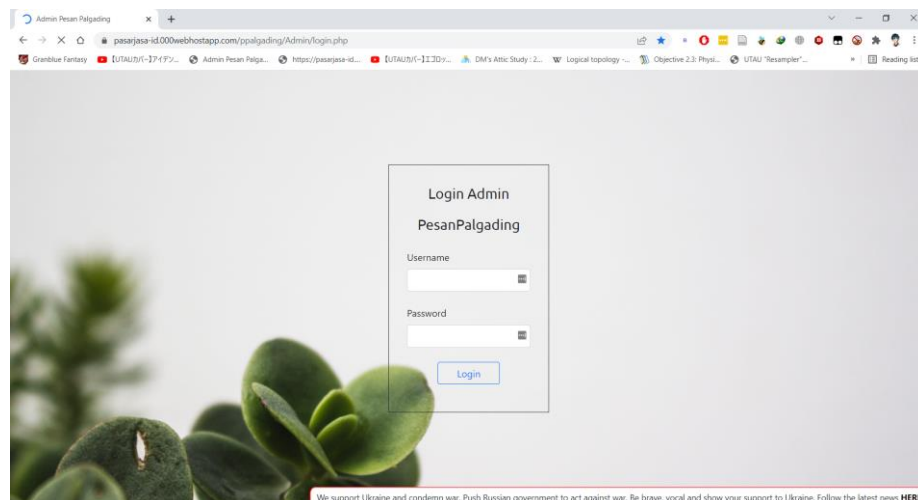 Admin Pesan Palgading
pasarjasa-id.000webhostapp.com/ppalgading/Admin/login.php
Granblue Fantasy
Admin Pesan Palga...
https://pasarjasa-id....
DM's Attic Study : 2...
Logical topology -...
Objective 2.3: Physi...
UTAU "Resampler"...
Reading list
Login Admin
PesanPalgading
Username
Password
Login
We support Ukraine and condemn war. Push Russian government to act against war. Be brave, vocal and show your support to Ukraine. Follow the latest news HER